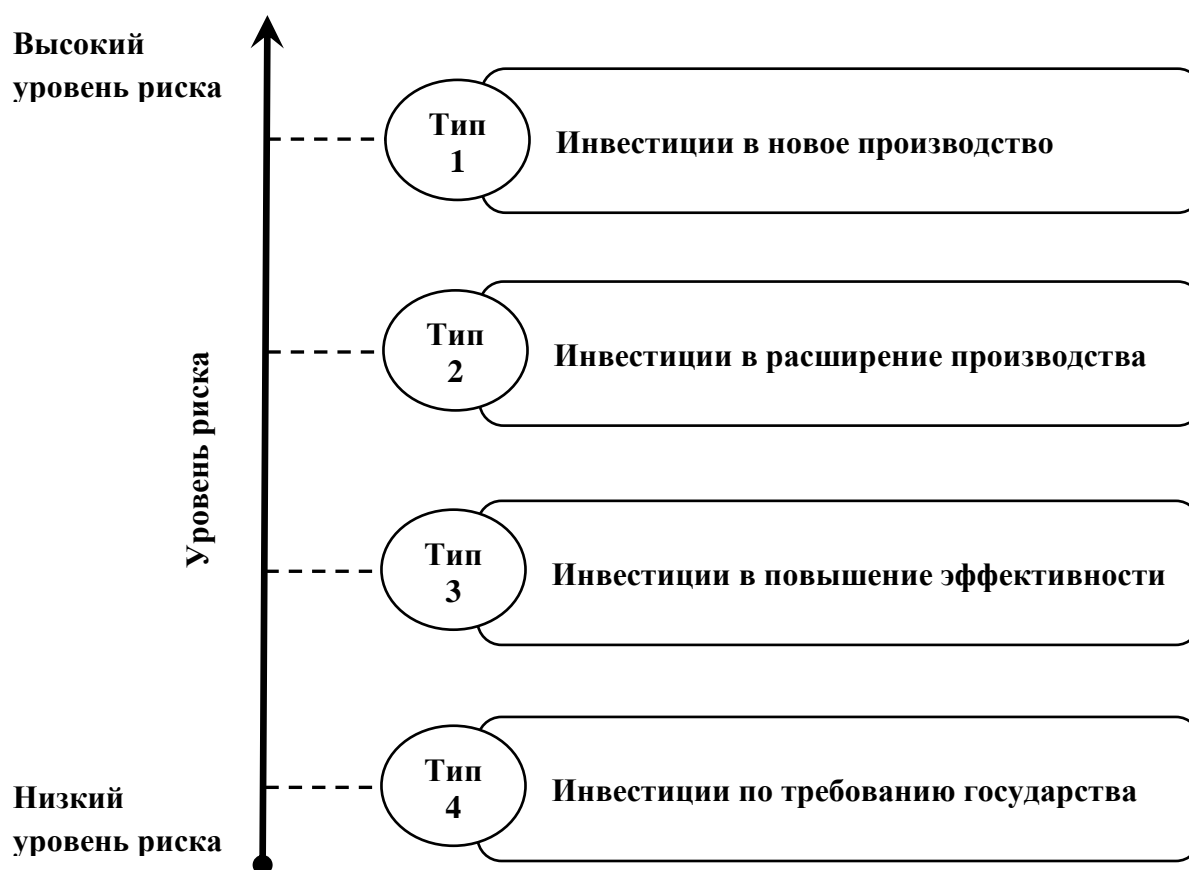 Высокий
уровень риска
Тип
1
Инвестиции в новое производство
Тип
2
Инвестиции в расширение производства
Уровень риска
Тип
3
Инвестиции в повышение эффективности
Тип
4
Инвестиции по требованию государства
Низкий
уровень риска